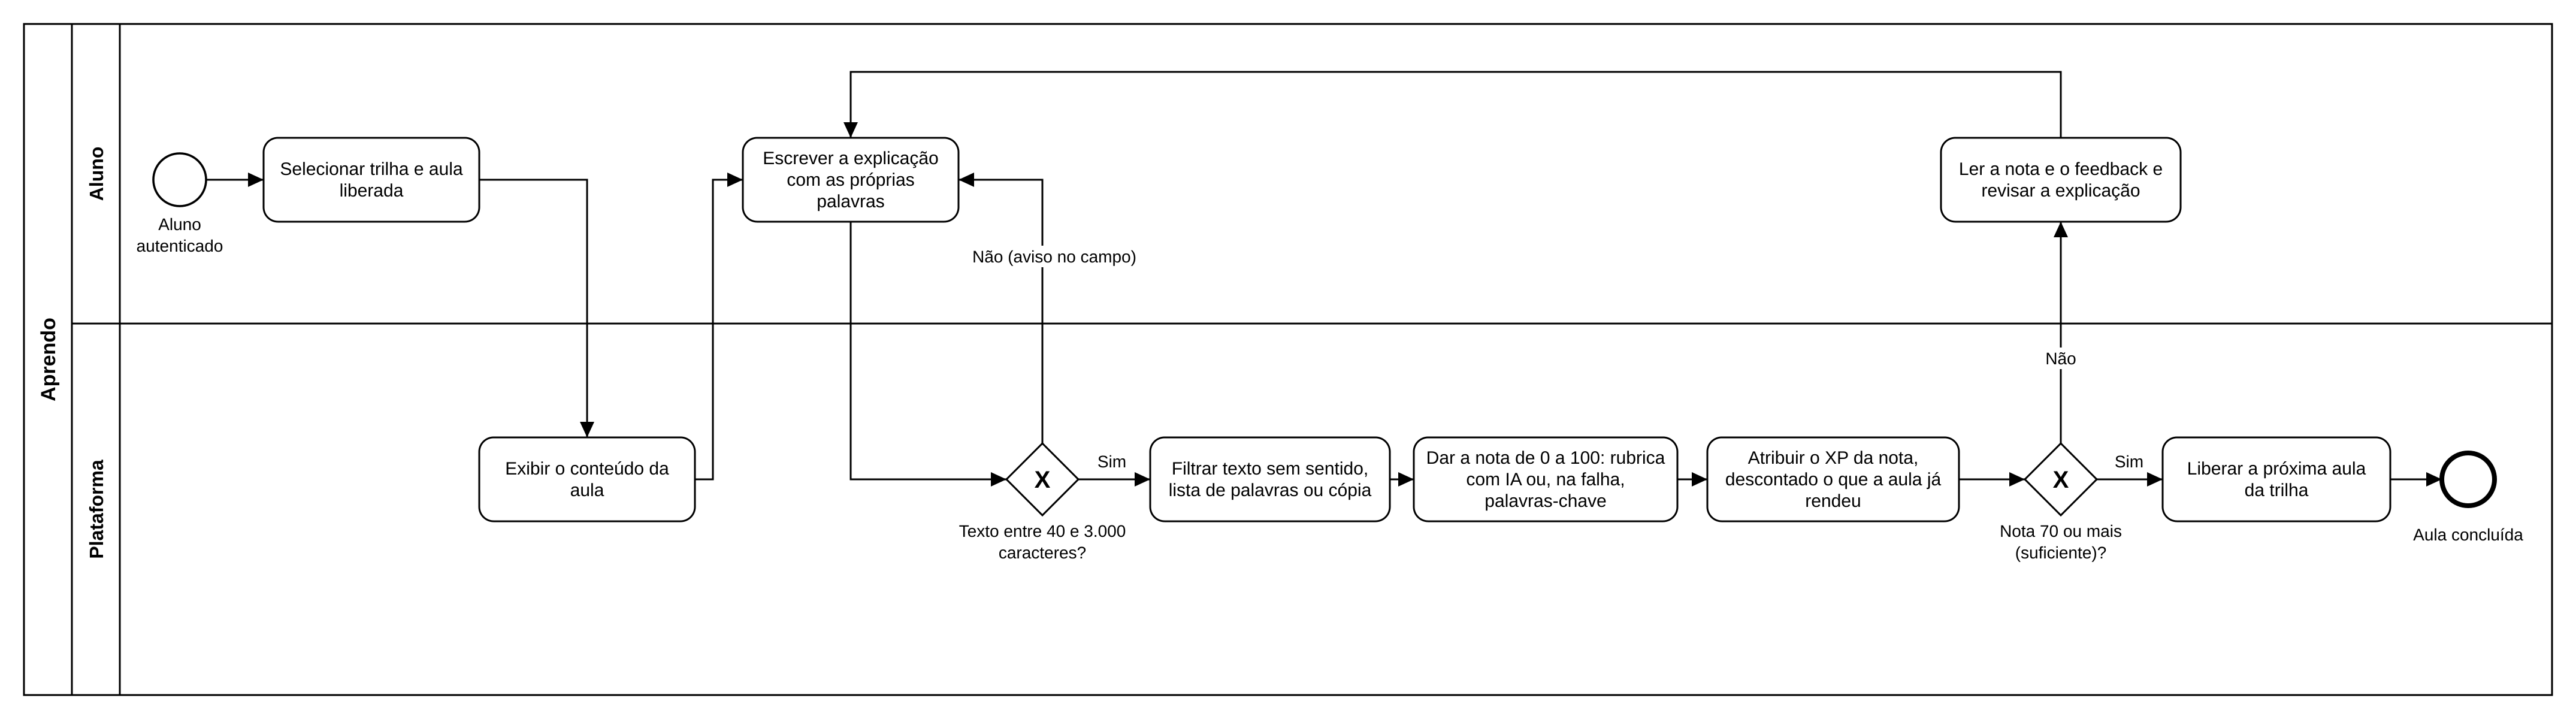 Aprendo
Aluno
Aluno
autenticado
Selecionar trilha e aula
liberada
Escrever a explicação
com as próprias
palavras
Não (aviso no campo)
Ler a nota e o feedback e
revisar a explicação
Plataforma
Exibir o conteúdo da
aula
X
Texto entre 40 e 3.000
caracteres?
Sim
Filtrar texto sem sentido,
lista de palavras ou cópia
Dar a nota de 0 a 100: rubrica
com IA ou, na falha,
palavras-chave
Atribuir o XP da nota,
descontado o que a aula já
rendeu
Não
X
Nota 70 ou mais
(suficiente)?
Sim
Liberar a próxima aula
da trilha
Aula concluída